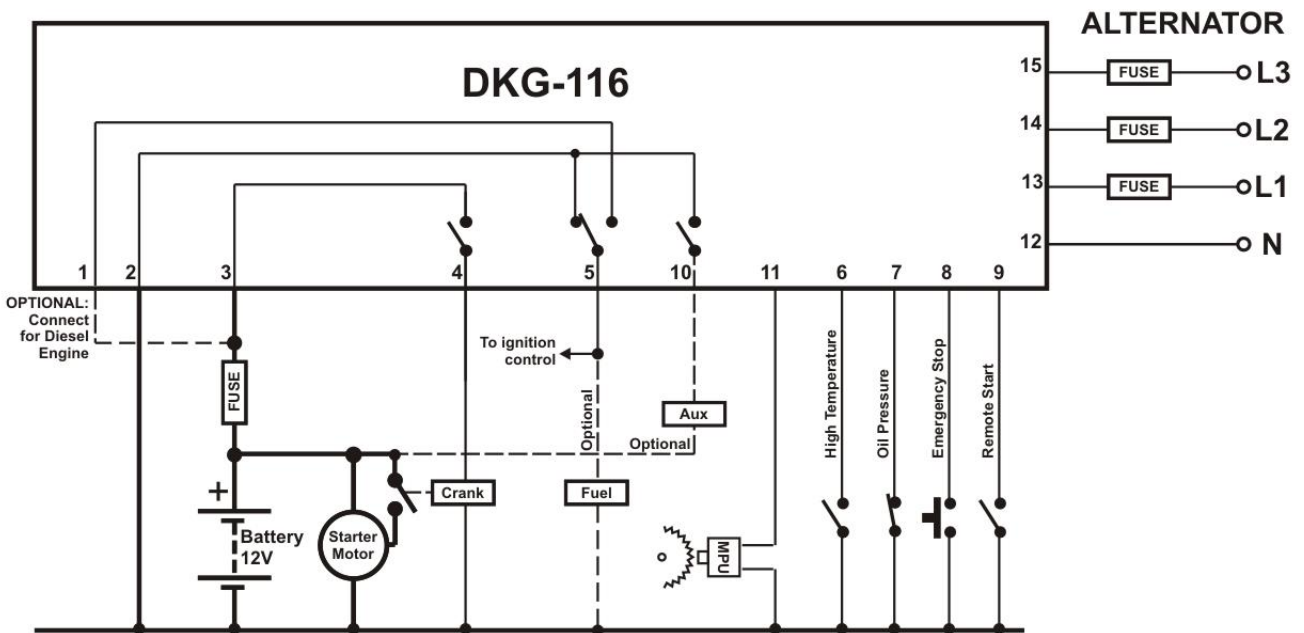 ALTERNATOR
DKG-116
15
FUSE
L3
14
FUSE
L2
13
FUSE
L1
12
N
1
2
3
4
5
10
11
6
7
8
9
OPTIONAL:
Connect
for Diesel
Engine
FUSE
To ignition
control
Optional
Aux
Optional
High Temperature
Oil Pressure
Emergency Stop
Remote Start
+
Battery
12V
Starter
Motor
Crank
Fuel
MPU